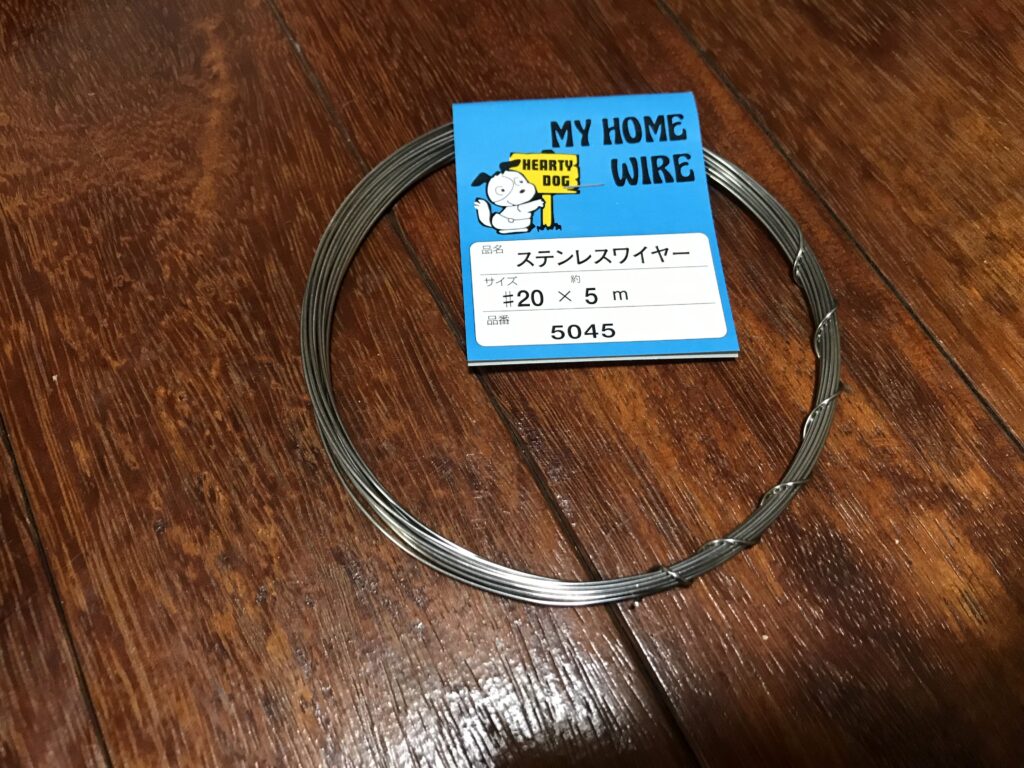 MY HOME
WIRE
HEARTY
DOG
品名 ステンレスワイヤー
サイズ 約
♯20 × 5 m
品番
5045